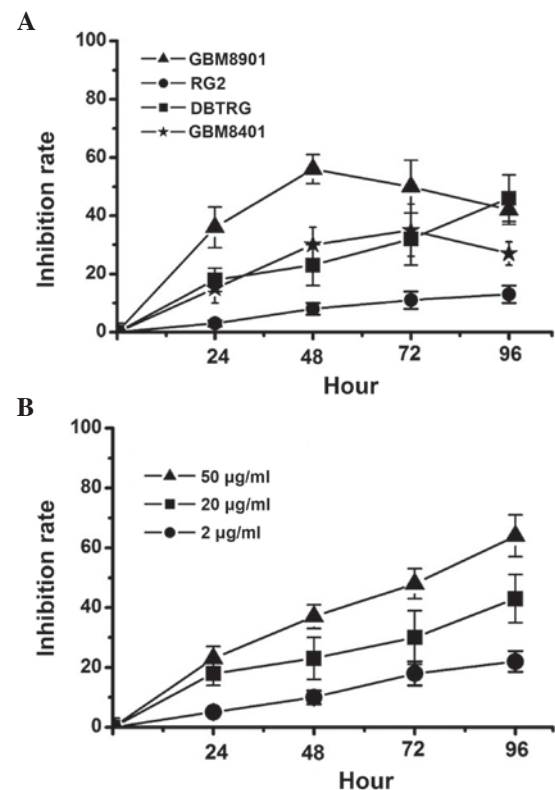 A
100
GBM8901
RG2
80
DBTRG
GBM8401
60
40
20
0
Inhibition rate
24 48 72 96
Hour
B
100
80
50 µg/ml
20 µg/ml
2 µg/ml
60
40
20
0
Inhibition rate
24 48 72 96
Hour